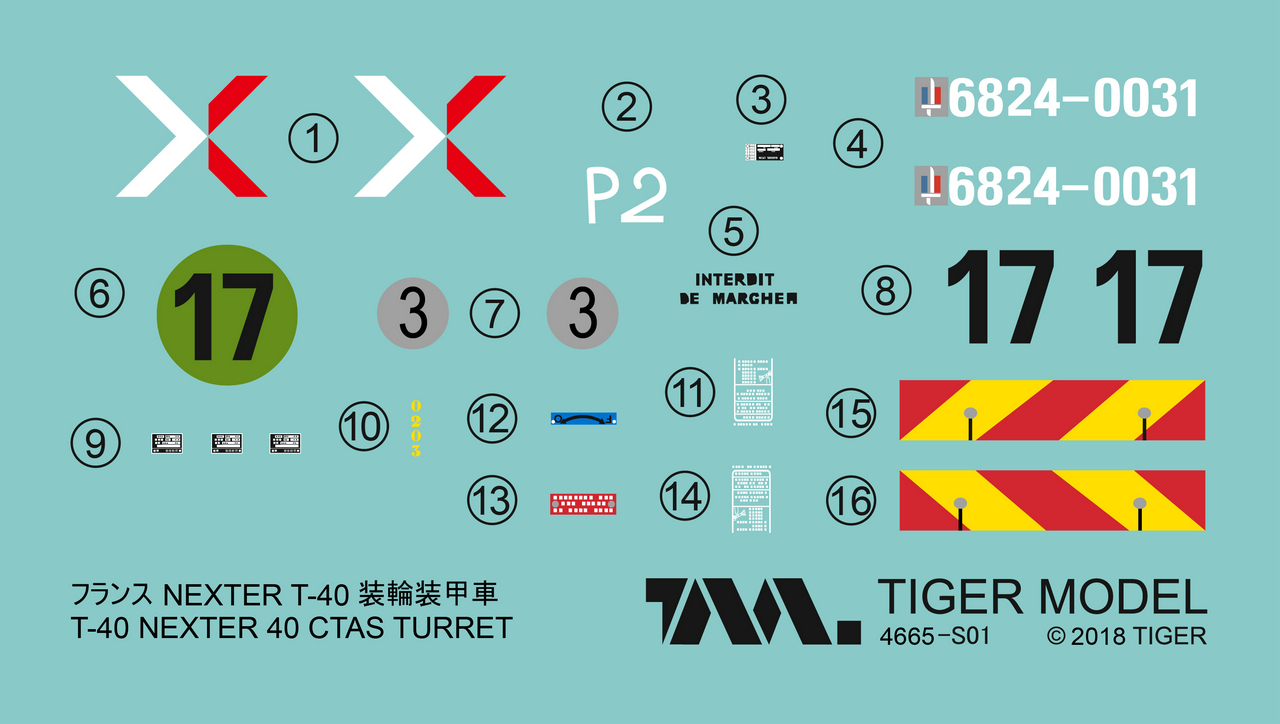 1
2
3
4
6824-0031
6824-0031
P2
5
INTERDIT
DE MARCHER
6
17
3
7
3
8
17 17
9
10
0203
11
12
13
14
15
16
フランス NEXTER T-40 装輪装甲車
T-40 NEXTER 40 CTAS TURRET
TAM.
TIGER MODEL
4665-S01
© 2018 TIGER